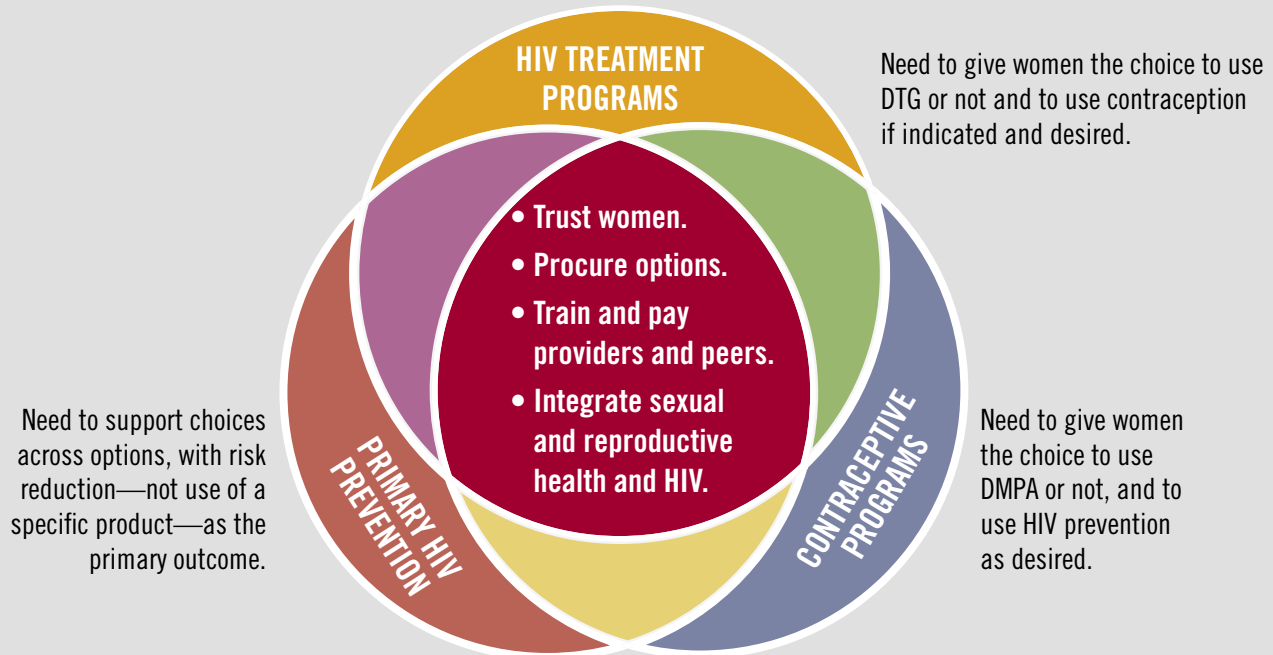 HIV TREATMENT
PROGRAMS
Need to give women the choice to use
DTG or not and to use contraception
if indicated and desired.
• Trust women.
• Procure options.
• Train and pay
providers and peers.
• Integrate sexual
and reproductive
health and HIV.
Need to support choices
across options, with risk
reduction—not use of a
specific product—as the
primary outcome.
PRIMARY HIV
PREVENTION
CONTRACEPTIVE
PROGRAMS
Need to give women
the choice to use
DMPA or not, and to
use HIV prevention
as desired.